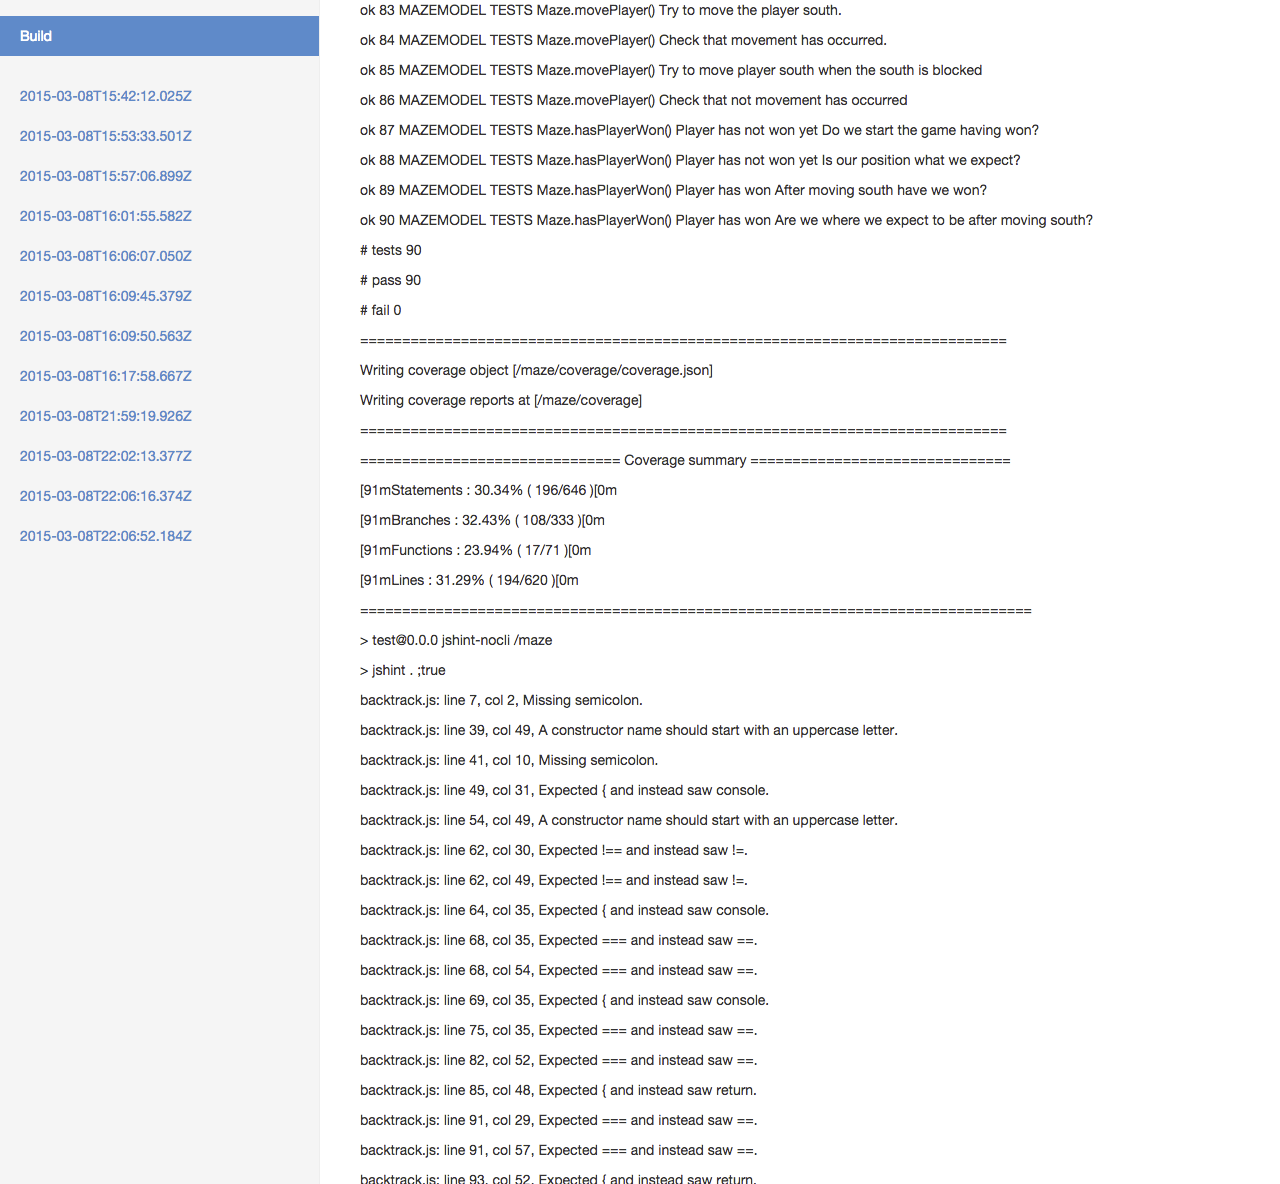 Build
2015-03-08T15:42:12.025Z
2015-03-08T15:53:33.501Z
2015-03-08T15:57:06.899Z
2015-03-08T16:01:55.582Z
2015-03-08T16:06:07.050Z
2015-03-08T16:09:45.379Z
2015-03-08T16:09:50.563Z
2015-03-08T16:17:58.667Z
2015-03-08T21:59:19.926Z
2015-03-08T22:02:13.377Z
2015-03-08T22:06:16.374Z
2015-03-08T22:06:52.184Z
ok 83 MAZEMODEL TESTS Maze.movePlayer() Try to move the player south.
ok 84 MAZEMODEL TESTS Maze.movePlayer() Check that movement has occurred.
ok 85 MAZEMODEL TESTS Maze.movePlayer() Try to move player south when the south is blocked
ok 86 MAZEMODEL TESTS Maze.movePlayer() Check that not movement has occurred
ok 87 MAZEMODEL TESTS Maze.hasPlayerWon() Player has not won yet Do we start the game having won?
ok 88 MAZEMODEL TESTS Maze.hasPlayerWon() Player has not won yet Is our position what we expect?
ok 89 MAZEMODEL TESTS Maze.hasPlayerWon() Player has won After moving south have we won?
ok 90 MAZEMODEL TESTS Maze.hasPlayerWon() Player has won Are we where we expect to be after moving south?
# tests 90
# pass 90
# fail 0
=============================================================================
Writing coverage object [/maze/coverage/coverage.json]
Writing coverage reports at [/maze/coverage]
=============================================================================
=============================== Coverage summary ===============================
[91mStatements : 30.34% ( 196/646 )[0m
[91mBranches : 32.43% ( 108/333 )[0m
[91mFunctions : 23.94% ( 17/71 )[0m
[91mLines : 31.29% ( 194/620 )[0m
================================================================================
> test@0.0.0 jshint-nocli /maze
> jshint . ;true
backtrack.js: line 7, col 2, Missing semicolon.
backtrack.js: line 39, col 49, A constructor name should start with an uppercase letter.
backtrack.js: line 41, col 10, Missing semicolon.
backtrack.js: line 49, col 31, Expected { and instead saw console.
backtrack.js: line 54, col 49, A constructor name should start with an uppercase letter.
backtrack.js: line 62, col 30, Expected !== and instead saw !=.
backtrack.js: line 62, col 49, Expected !== and instead saw !=.
backtrack.js: line 64, col 35, Expected { and instead saw console.
backtrack.js: line 68, col 35, Expected === and instead saw ==.
backtrack.js: line 68, col 54, Expected === and instead saw ==.
backtrack.js: line 69, col 35, Expected { and instead saw console.
backtrack.js: line 75, col 35, Expected === and instead saw ==.
backtrack.js: line 82, col 52, Expected === and instead saw ==.
backtrack.js: line 85, col 48, Expected { and instead saw return.
backtrack.js: line 91, col 29, Expected === and instead saw ==.
backtrack.js: line 91, col 57, Expected === and instead saw ==.
backtrack.js: line 93, col 52, Expected { and instead saw return.